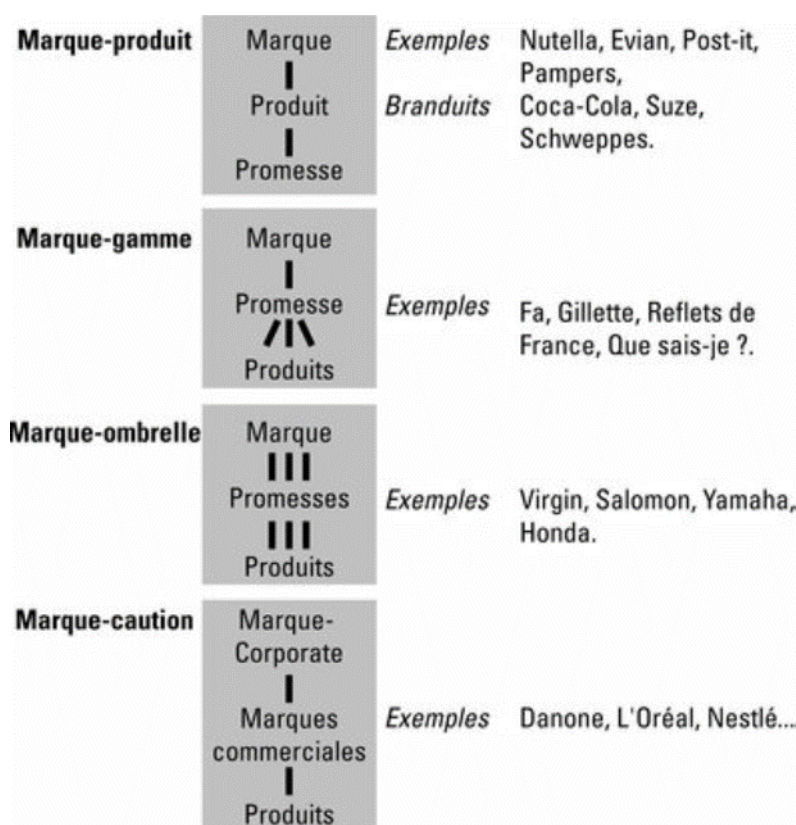 Marque-produit Marque Exemples Nutella, Evian, Post-it,
Pampers,
Produit Branduits Coca-Cola, Suze,
Schweppes.
Promesse
Marque-gamme Marque
Promesse Exemples Fa, Gillette, Reflets de
France, Que sais-je ?.
Produits
Marque-ombrelle Marque
Promesses Exemples Virgin, Salomon, Yamaha,
Honda.
Produits
Marque-caution Marque-
Corporate
Marques Exemples Danone, L'Oréal, Nestlé...
commerciales
Produits